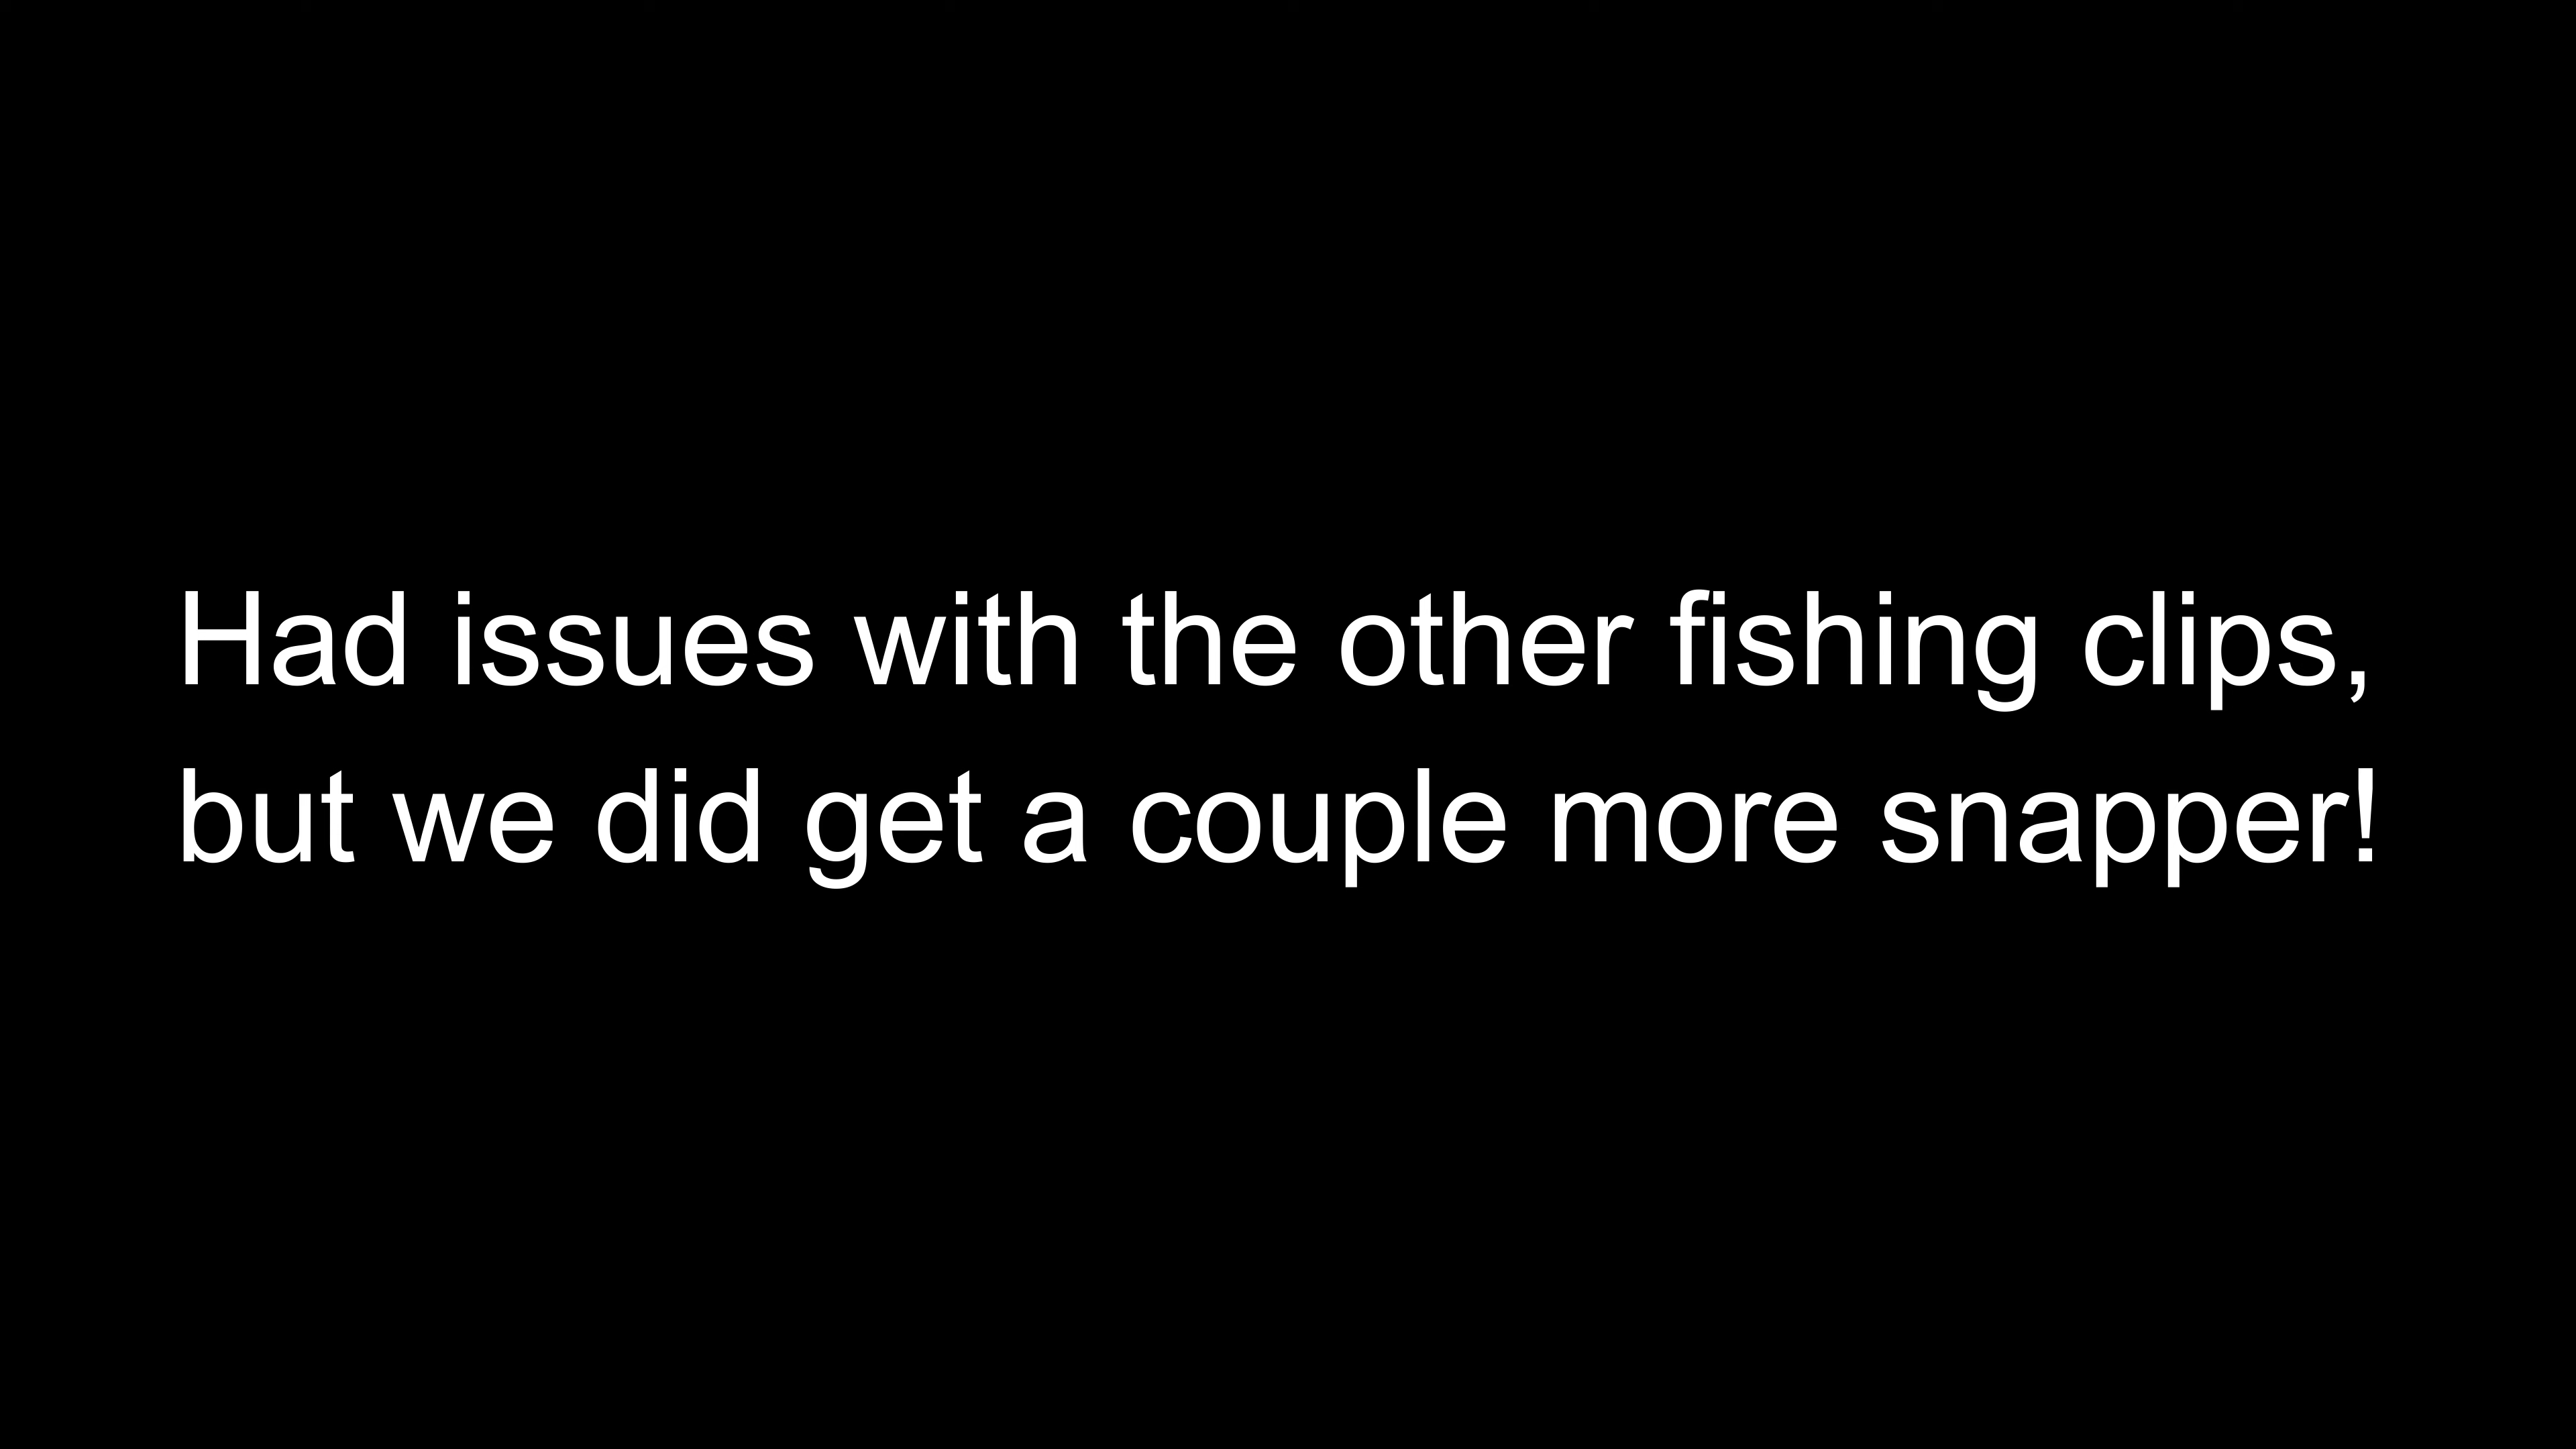 Had issues with the other fishing clips,
but we did get a couple more snapper!